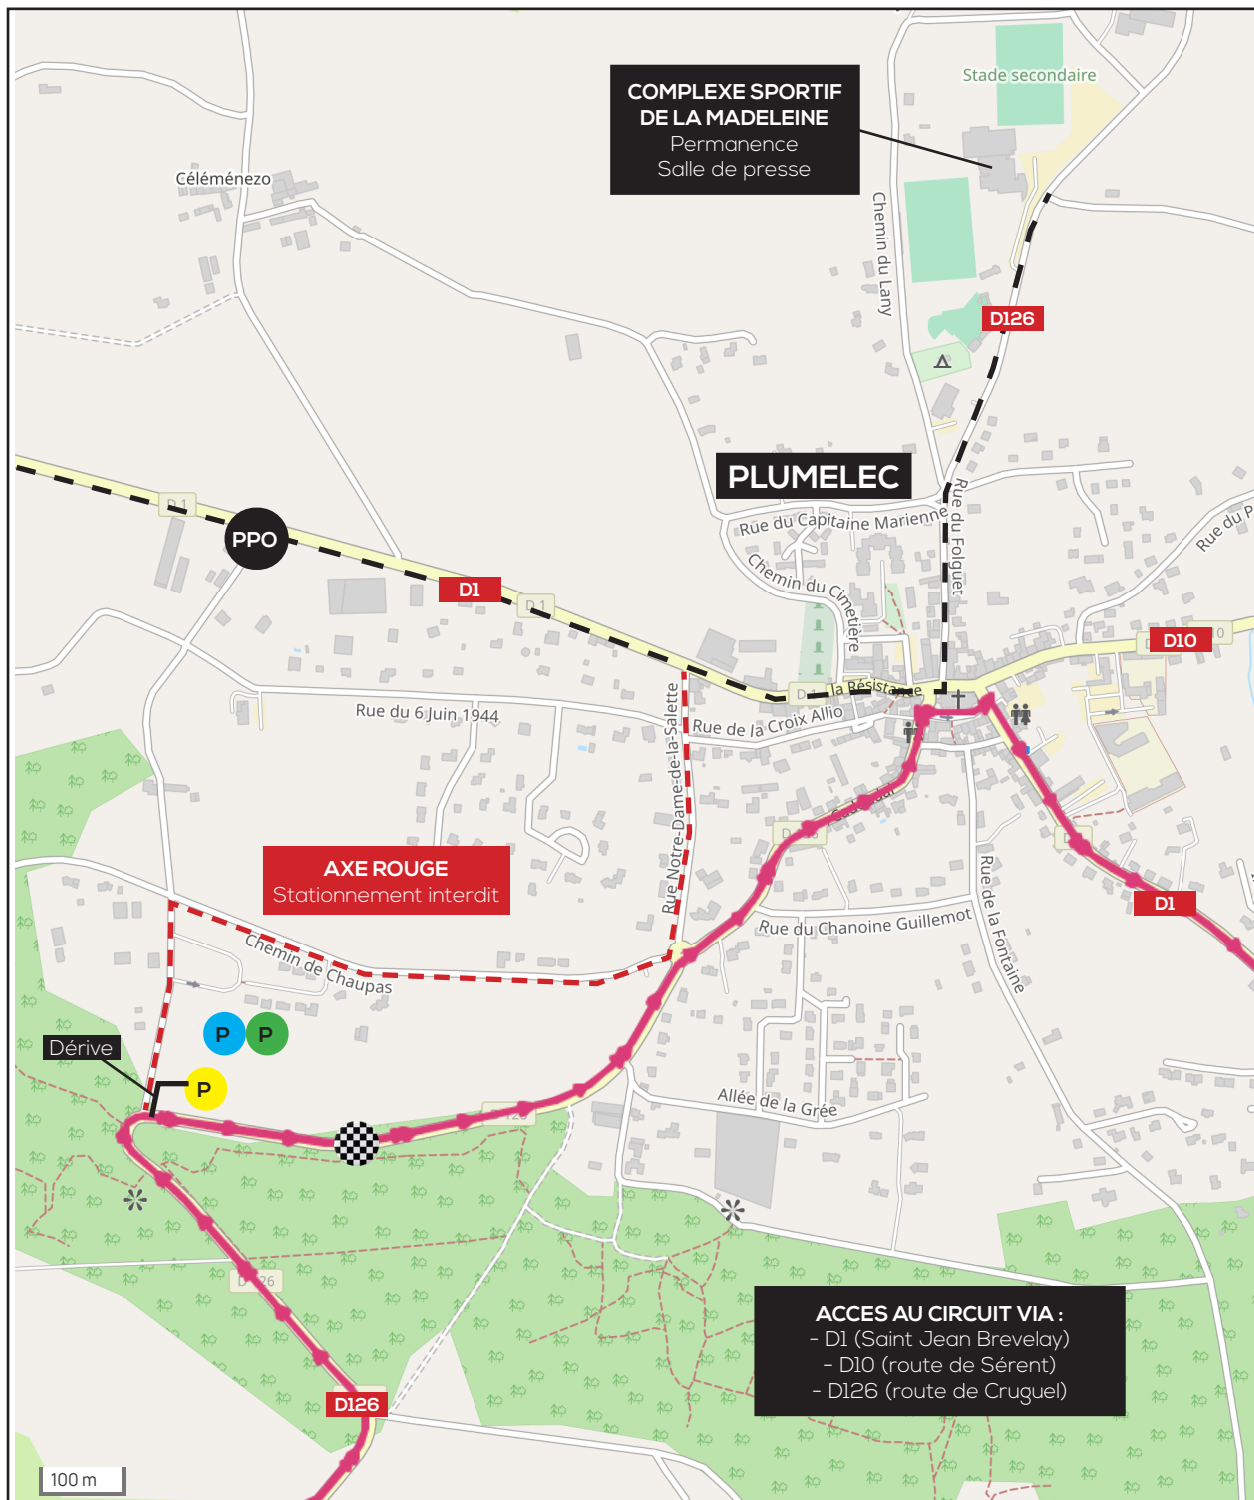 Stade secondaire
COMPLEXE SPORTIF
DE LA MADELEINE
Permanence
Salle de presse
Céléménezo
Chemin du Lany
D126
PLUMELEC
D 1
Rue du Capitaine Marienne
Rue du Folguet
Rue du P
PPO
D1
D 1
Chemin du Cimetière
D10
la Résistance
Rue Notre-Dame-de-la-Salette
Rue du 6 Juin 1944
Rue de la Croix Allio
AXE ROUGE
Stationnement interdit
D1
Rue de la Fontaine
Rue du Chanoine Guillemot
Chemin de Chaupas
P
P
Dérive
P
Allée de la Grée
ACCES AU CIRCUIT VIA :
- D1 (Saint Jean Brevelay)
- D10 (route de Sérent)
- D126 (route de Cruguel)
D126
100 m